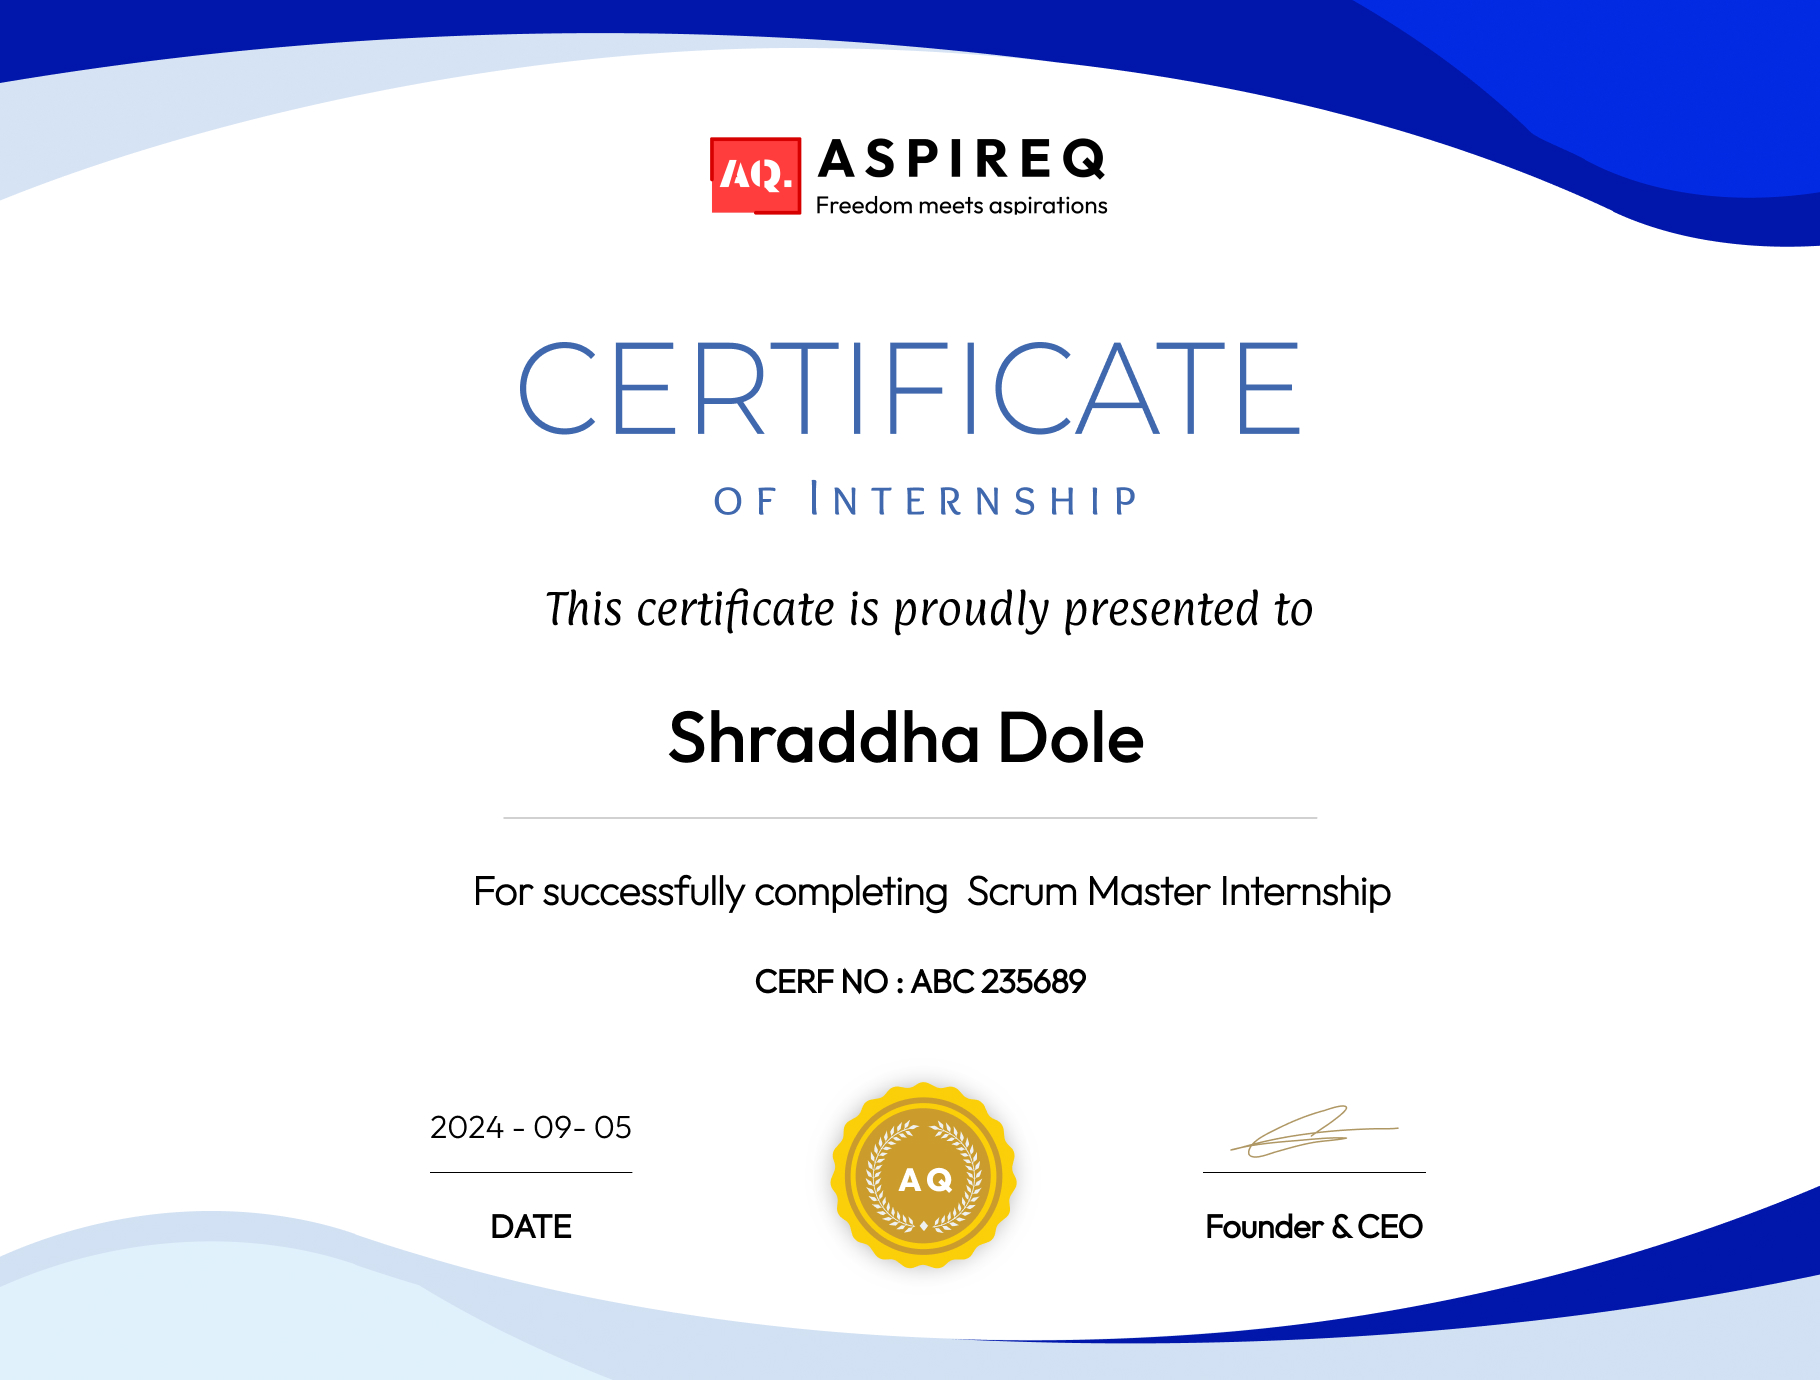 AQ.
ASPIREQ
Freedom meets aspirations
CERTIFICATE
OF INTERNSHIP
This certificate is proudly presented to
Shraddha Dole
For successfully completing  Scrum Master Internship
CERF NO : ABC 235689
2024 - 09- 05
AQ
DATE
Founder & CEO